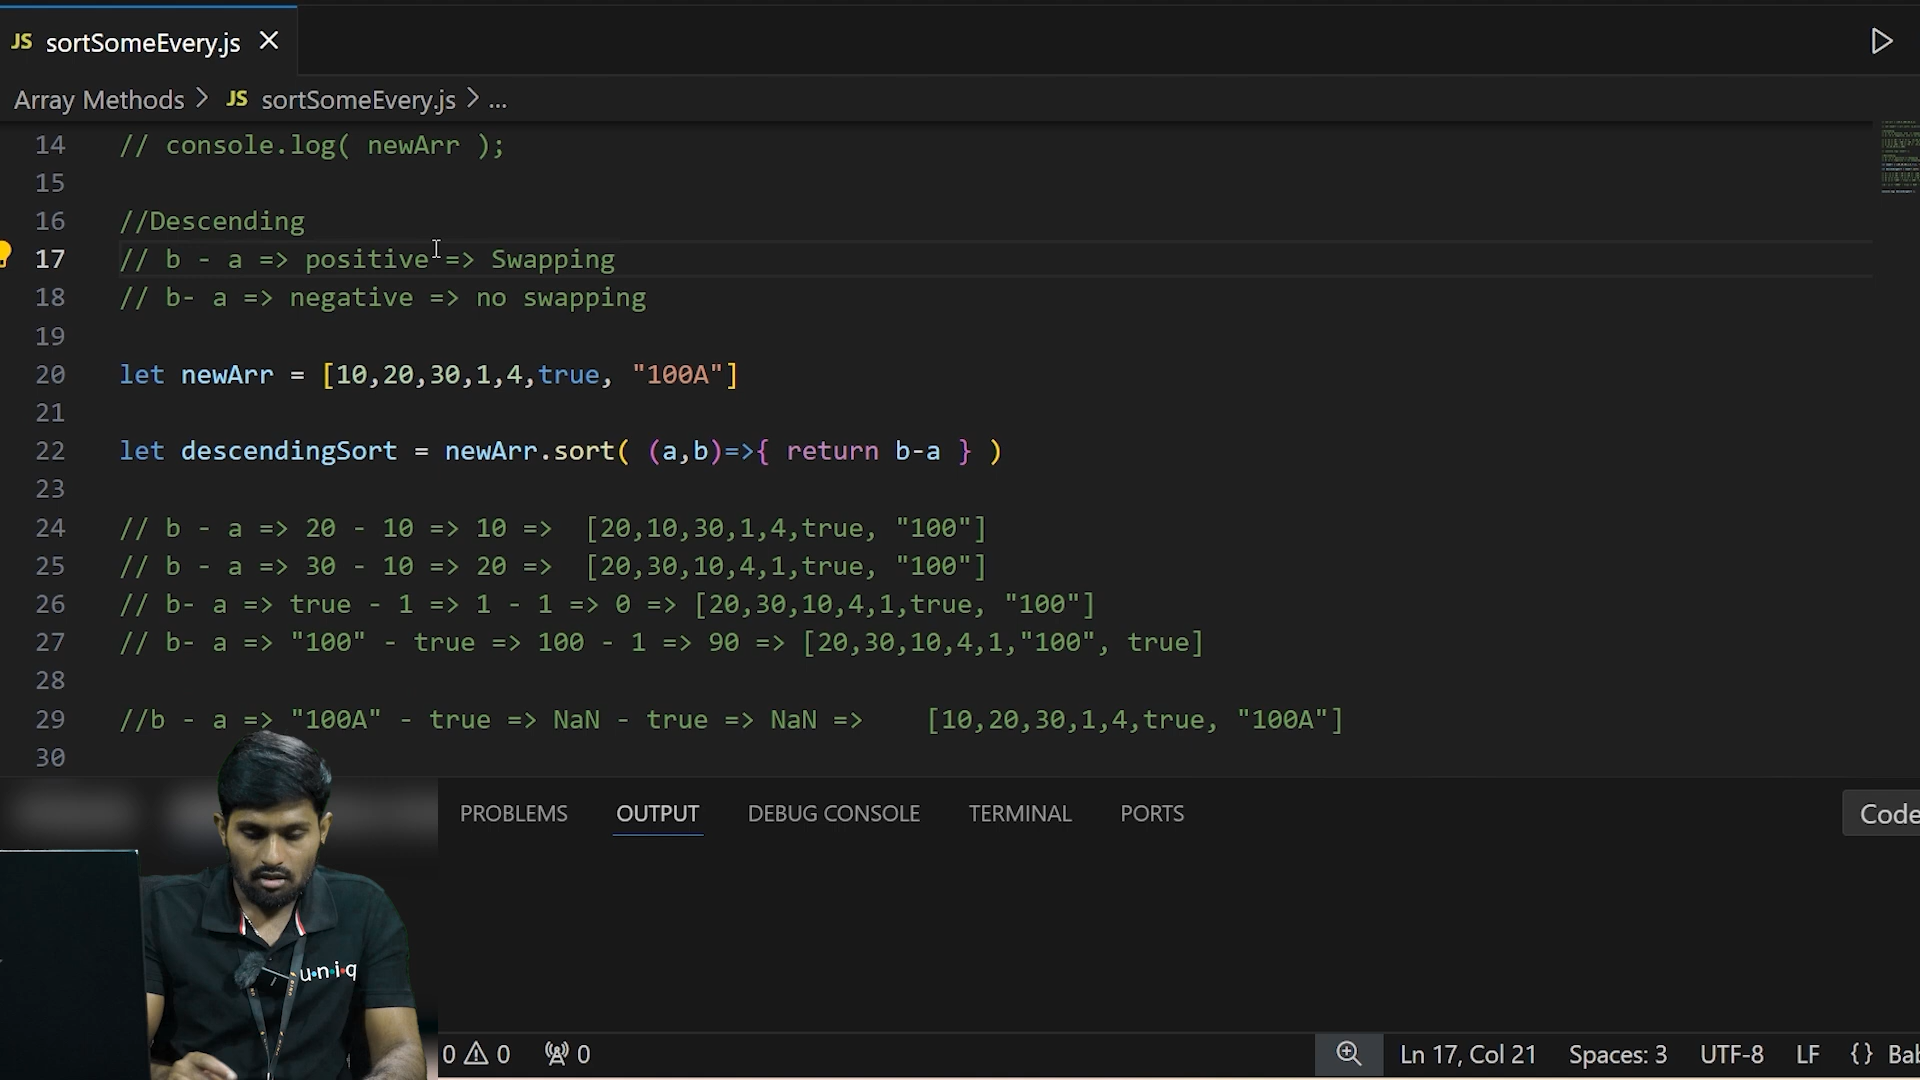 JS sortSomeEvery.js
Array Methods > JS sortSomeEvery.js > ...
14 // console.log( newArr );
15
16 //Descending
17 // b - a => positive => Swapping
18 // b- a => negative => no swapping
19
20 let newArr = [10,20,30,1,4,true, "100A"]
21
22 let descendingSort = newArr.sort( (a,b)=>{ return b-a } )
23
24 // b - a => 20 - 10 => 10 =>  [20,10,30,1,4,true, "100"]
25 // b - a => 30 - 10 => 20 =>  [20,30,10,4,1,true, "100"]
26 // b- a => true - 1 => 1 - 1 => 0 => [20,30,10,4,1,true, "100"]
27 // b- a => "100" - true => 100 - 1 => 90 => [20,30,10,4,1,"100", true]
28
29 //b - a => "100A" - true => NaN - true => NaN =>    [10,20,30,1,4,true, "100A"]
30
PROBLEMS OUTPUT DEBUG CONSOLE TERMINAL PORTS Code
u·n·i·q
0 0 0 Ln 17, Col 21 Spaces: 3 UTF-8 LF {} Bab